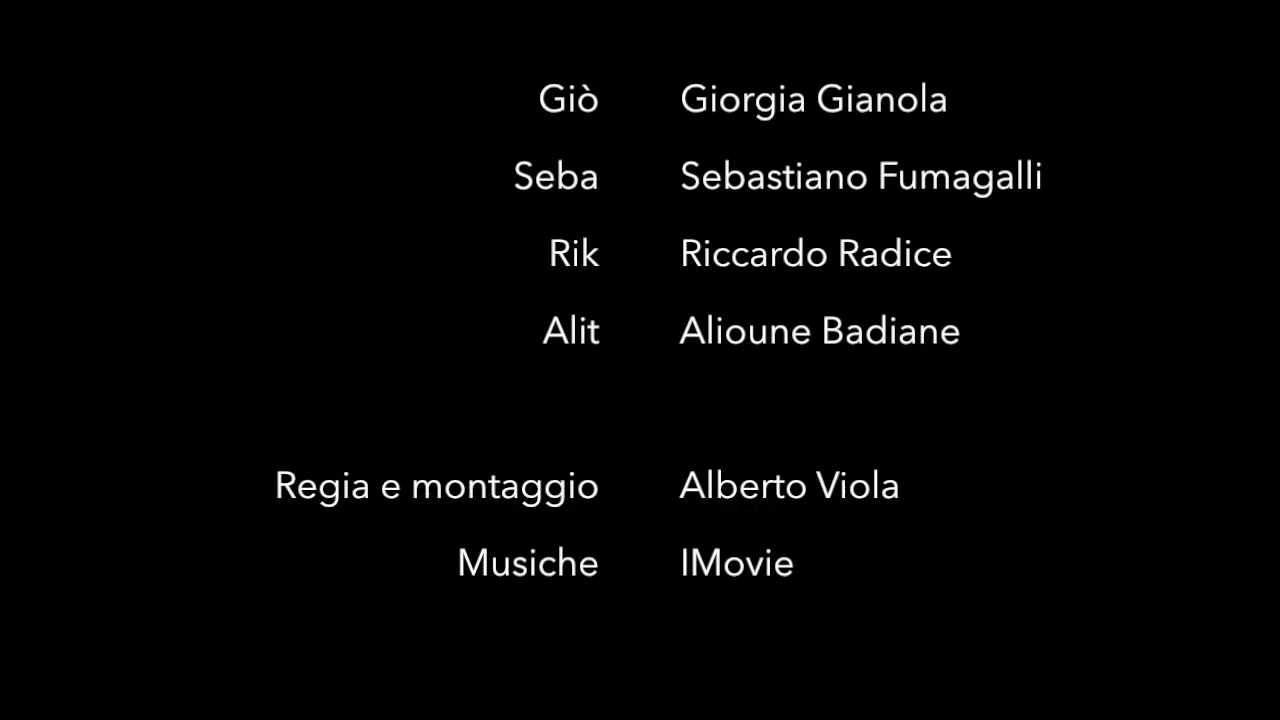 Giò Giorgia Gianola
Seba Sebastiano Fumagalli
Rik Riccardo Radice
Alit Alioune Badiane
Regia e montaggio Alberto Viola
Musiche IMovie